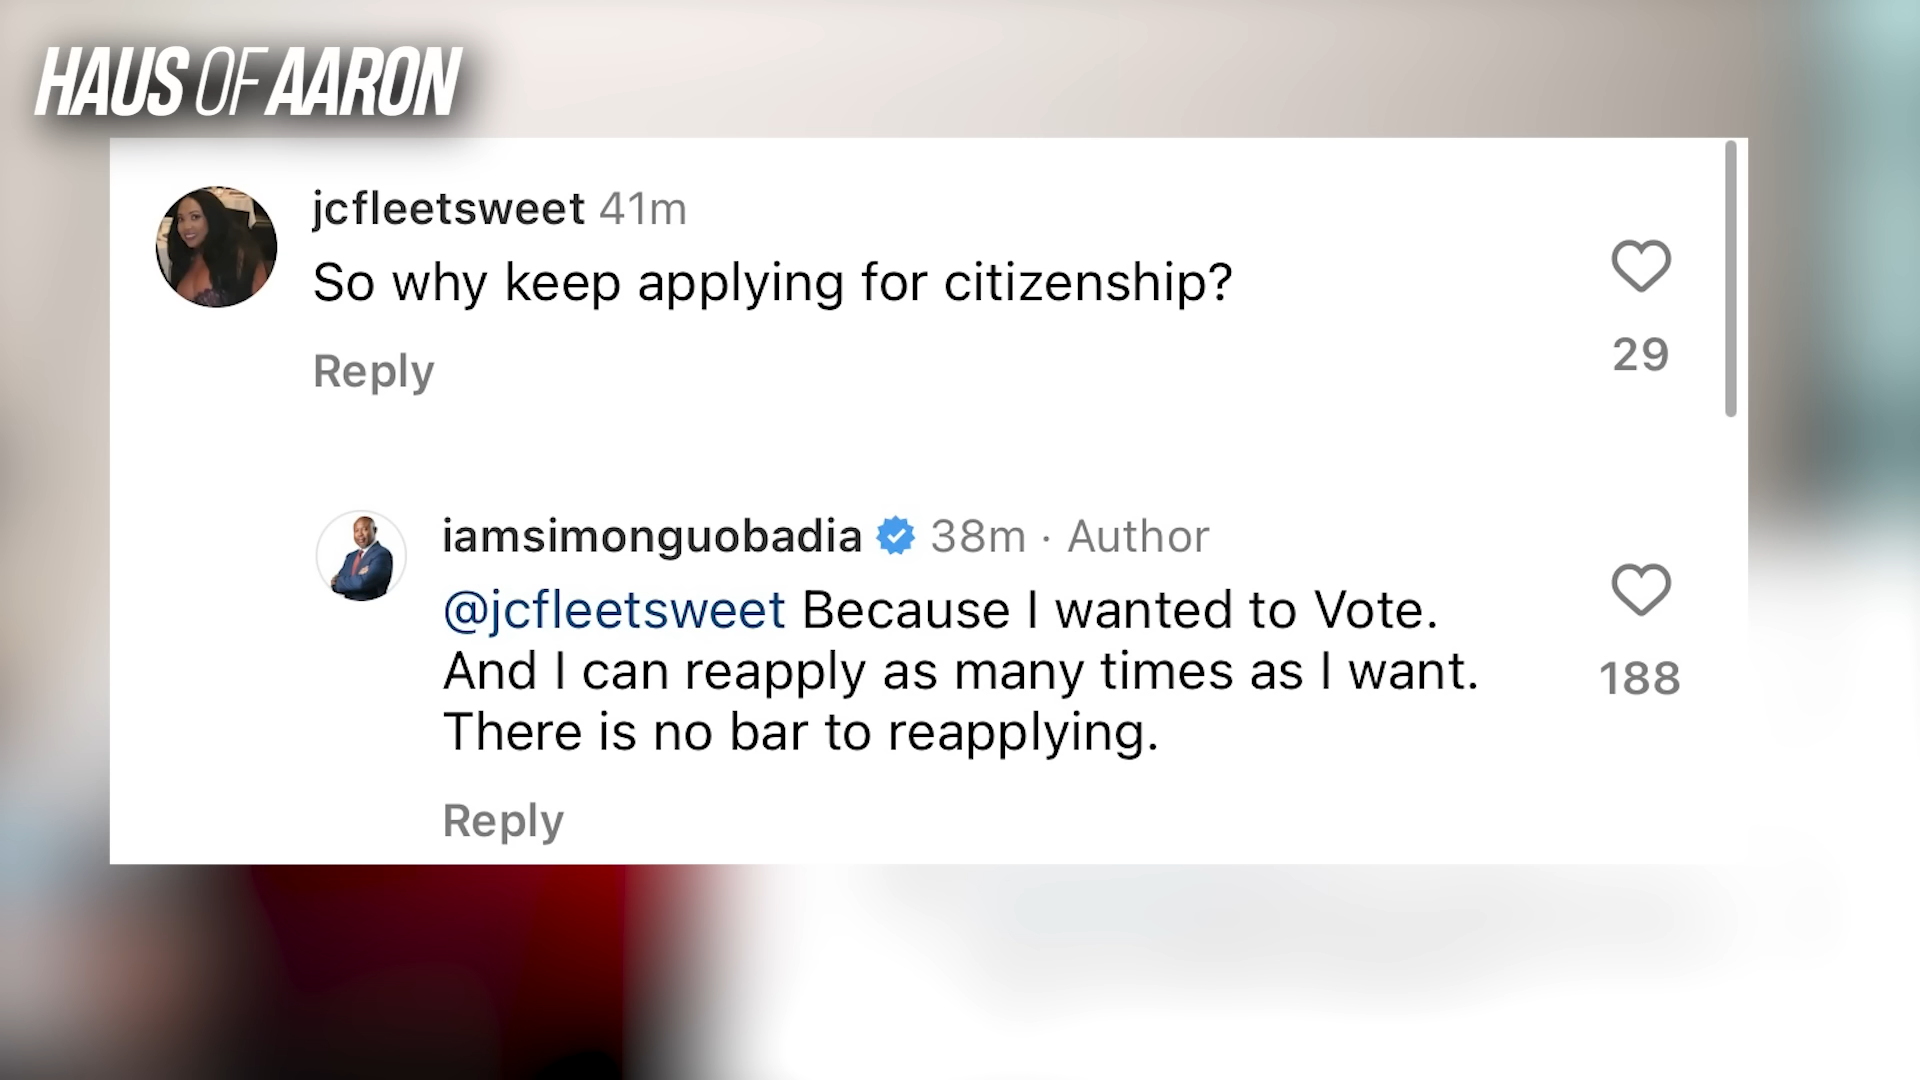 HAUS OF AARON
jcfleetsweet 41m
So why keep applying for citizenship?
29
Reply
iamsimonguobadia 38m · Author
@jcfleetsweet Because I wanted to Vote.
And I can reapply as many times as I want.
There is no bar to reapplying.
188
Reply